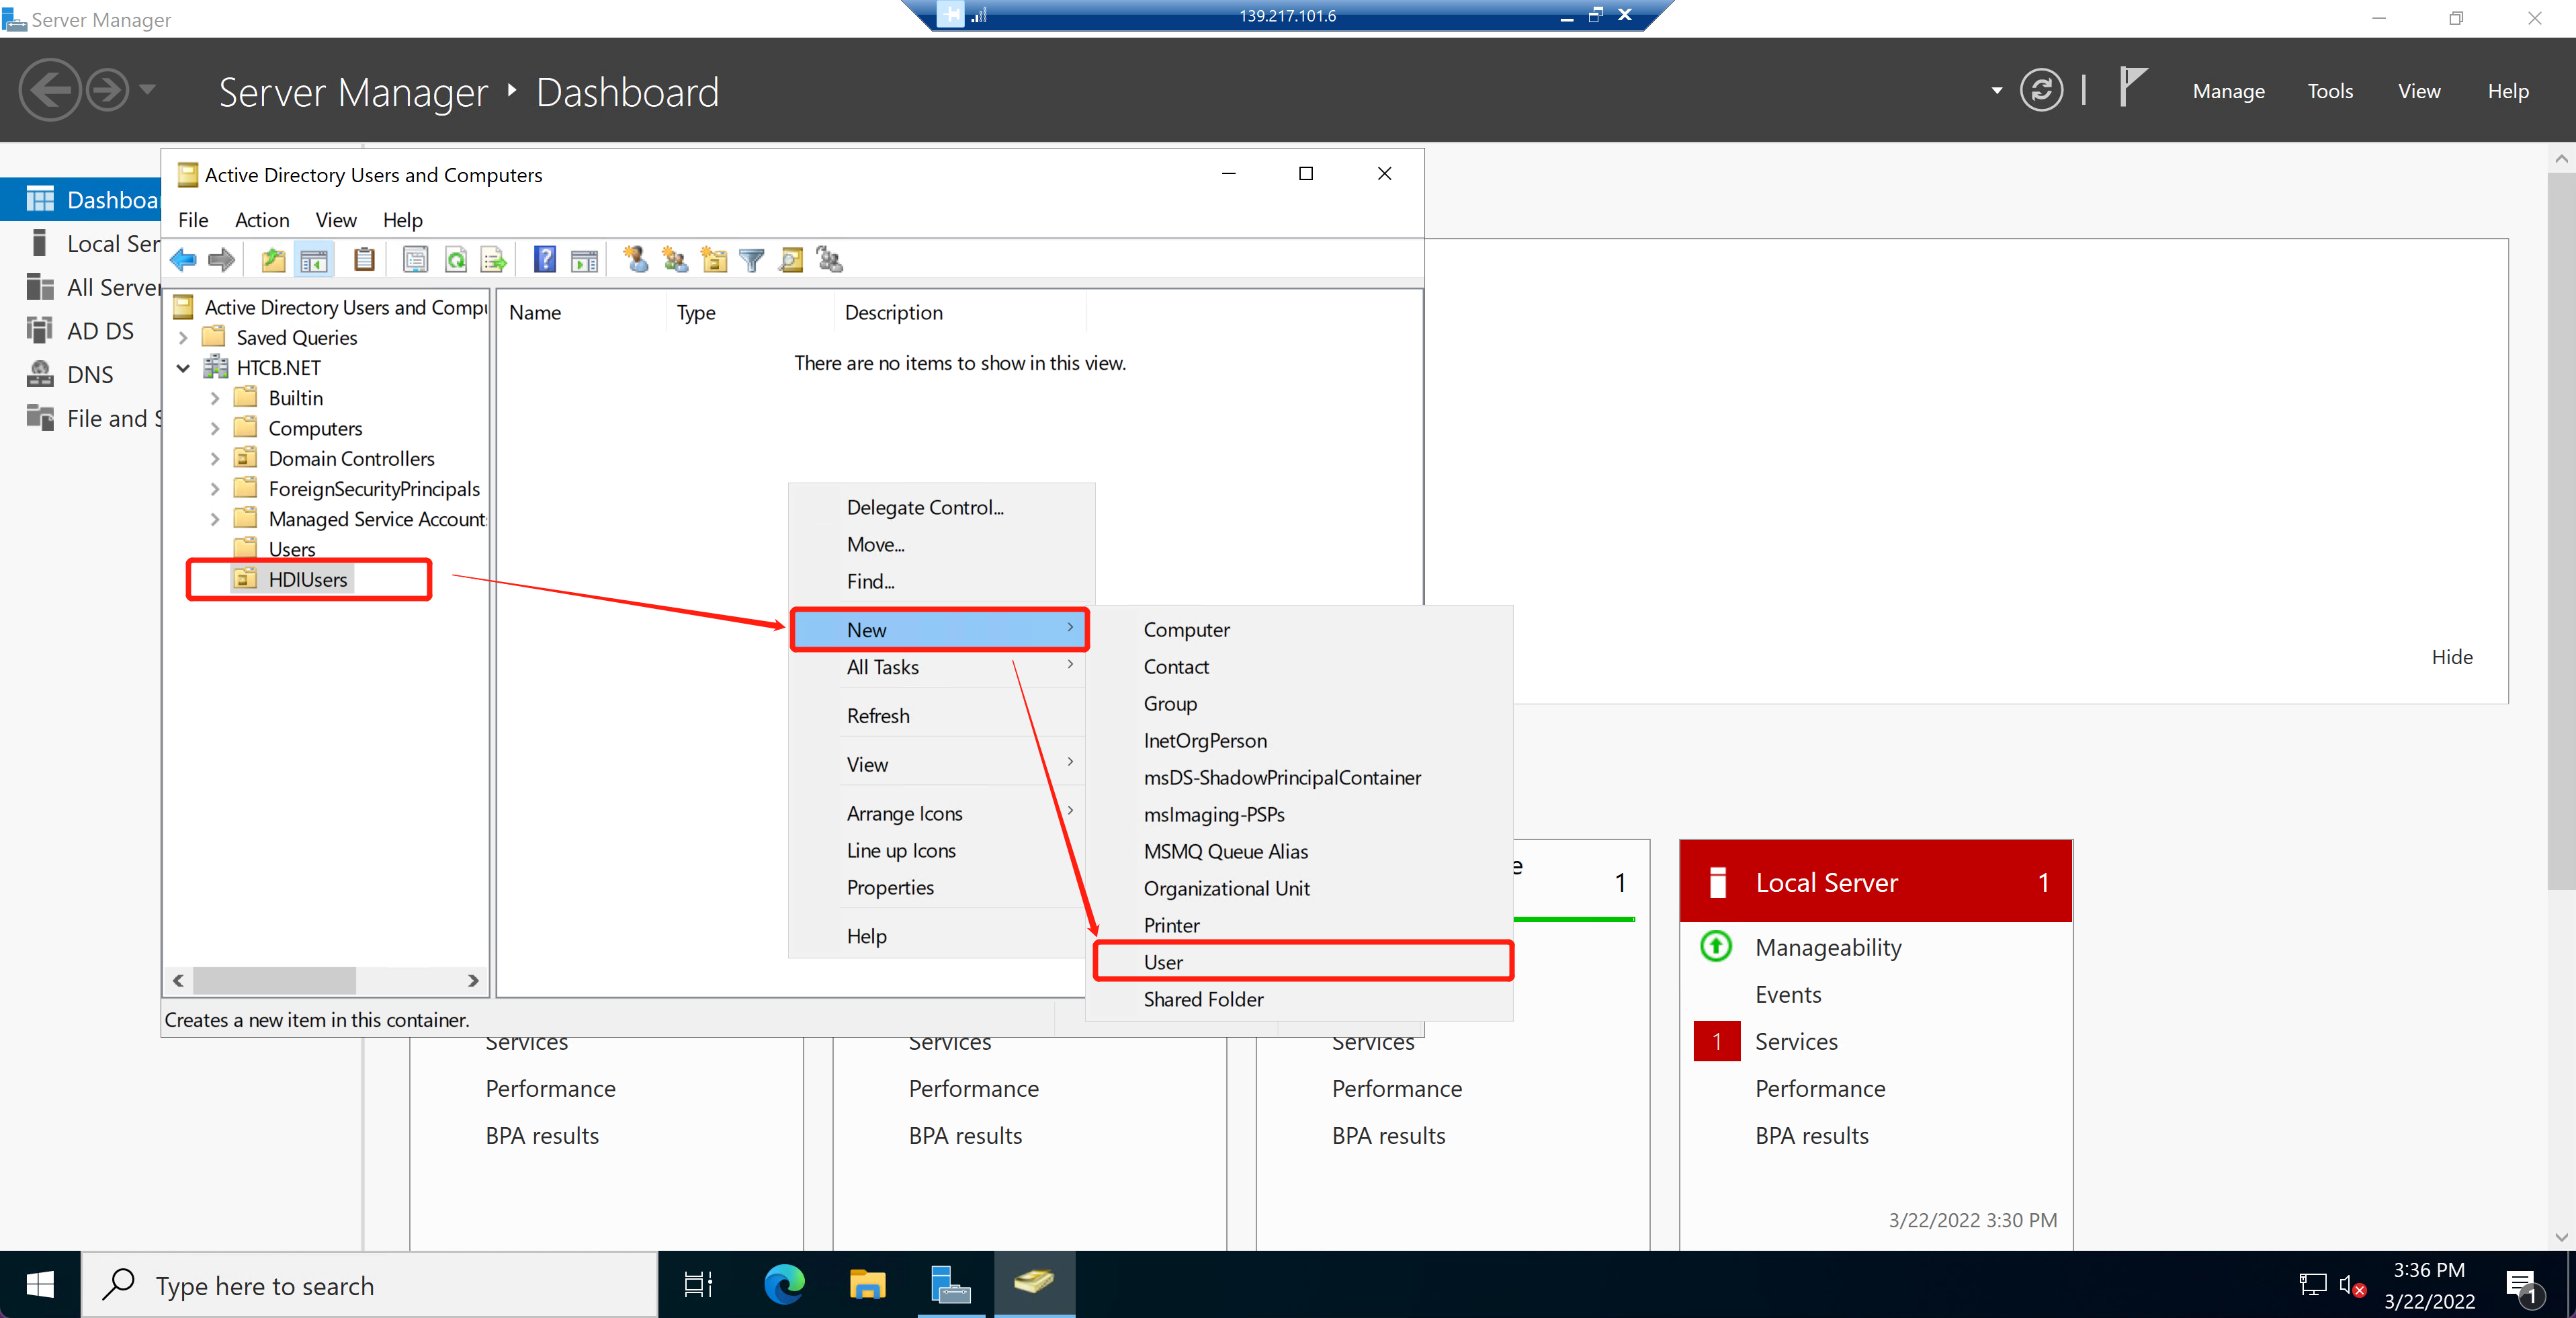 Server Manager
139.217.101.6
Server Manager
Dashboard
Manage
Tools
View
Help
Active Directory Users and Computers
File
Action
View
Help
Dashboa
Local Ser
All Server
AD DS
DNS
File and S
Active Directory Users and Compu
Saved Queries
HTCB.NET
Builtin
Computers
Domain Controllers
ForeignSecurityPrincipals
Managed Service Account
Users
HDIUsers
Name
Type
Description
There are no items to show in this view.
Delegate Control...
Move...
Find...
New
All Tasks
Refresh
View
Arrange Icons
Line up Icons
Properties
Help
Computer
Contact
Group
InetOrgPerson
msDS-ShadowPrincipalContainer
msImaging-PSPs
MSMQ Queue Alias
Organizational Unit
Printer
User
Shared Folder
Creates a new item in this container.
Hide
Services
Performance
BPA results
Services
Performance
BPA results
e
1
Services
Performance
BPA results
Local Server
1
Manageability
Events
1
Services
Performance
BPA results
3/22/2022 3:30 PM
Type here to search
3:36 PM
3/22/2022
1